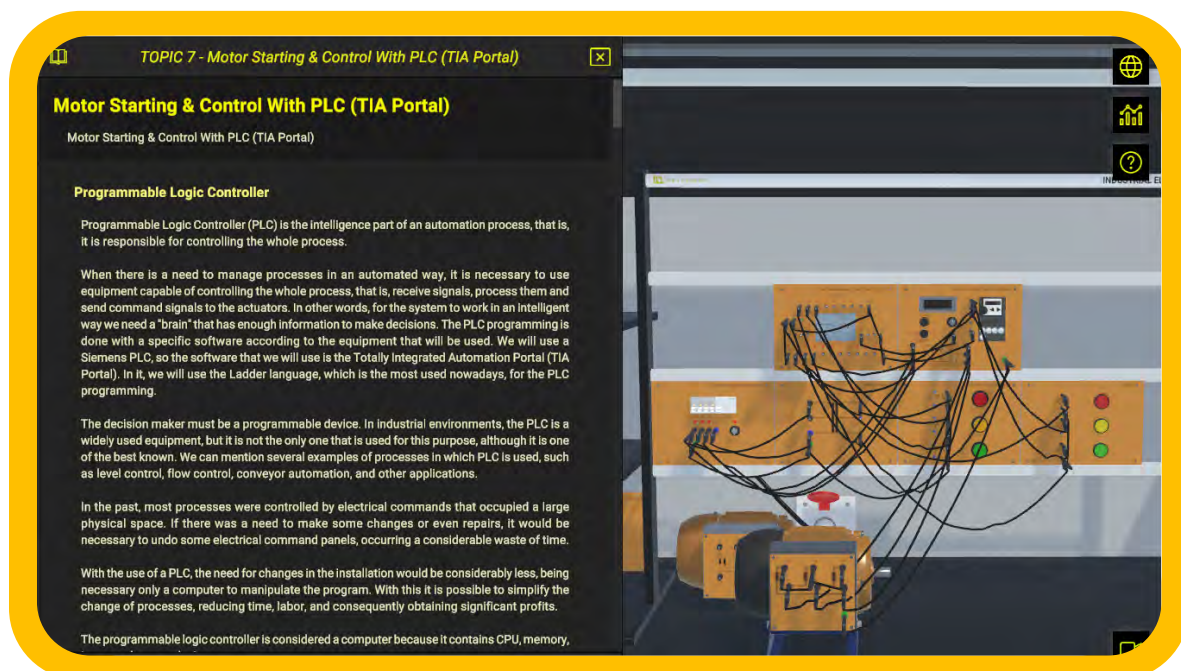 TOPIC 7 - Motor Starting & Control With PLC (TIA Portal)
Motor Starting & Control With PLC (TIA Portal)
Motor Starting & Control With PLC (TIA Portal)
Programmable Logic Controller
Programmable Logic Controller (PLC) is the intelligence part of an automation process, that is,
it is responsible for controlling the whole process.
When there is a need to manage processes in an automated way, it is necessary to use
equipment capable of controlling the whole process, that is, receive signals, process them and
send command signals to the actuators. In other words, for the system to work in an intelligent
way we need a "brain" that has enough information to make decisions. The PLC programming is
done with a specific software according to the equipment that will be used. We will use a
Siemens PLC, so the software that we will use is the Totally Integrated Automation Portal (TIA
Portal). In it, we will use the Ladder language, which is the most used nowadays, for the PLC
programming.
The decision maker must be a programmable device. In industrial environments, the PLC is a
widely used equipment, but it is not the only one that is used for this purpose, although it is one
of the best known. We can mention several examples of processes in which PLC is used, such
as level control, flow control, conveyor automation, and other applications.
In the past, most processes were controlled by electrical commands that occupied a large
physical space. If there was a need to make some changes or even repairs, it would be
necessary to undo some electrical command panels, occurring a considerable waste of time.
With the use of a PLC, the need for changes in the installation would be considerably less, being
necessary only a computer to manipulate the program. With this it is possible to simplify the
change of processes, reducing time, labor, and consequently obtaining significant profits.
The programmable logic controller is considered a computer because it contains CPU, memory,